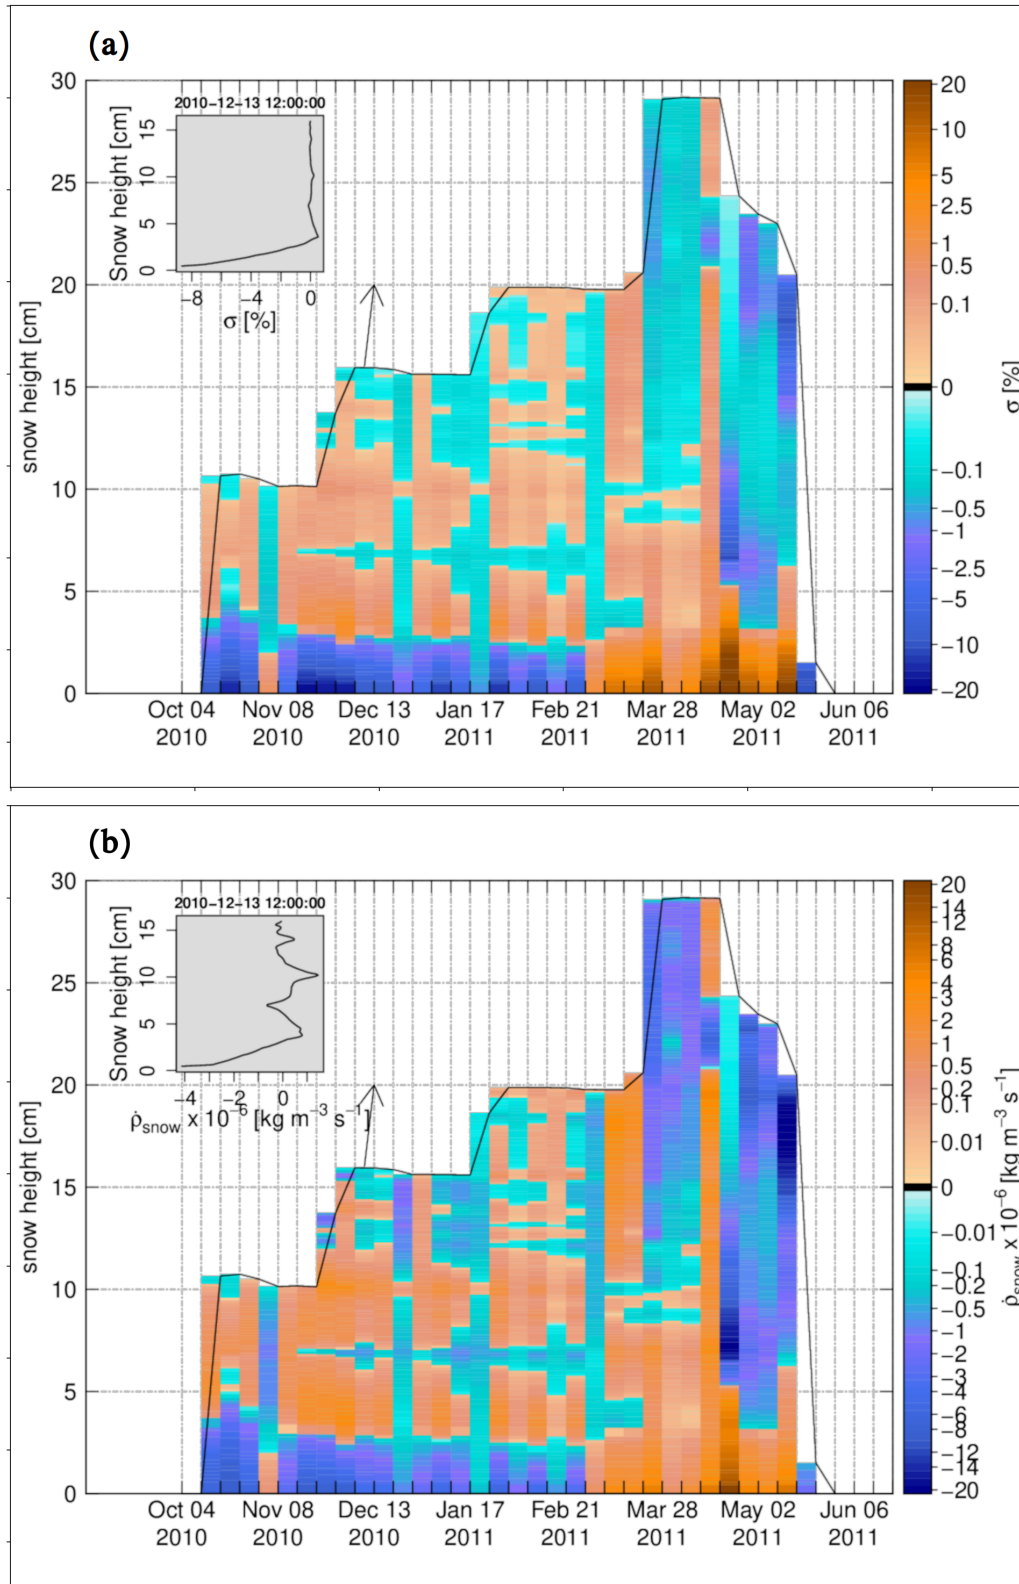 (a)
30
25
20
15
10
5
0
snow height [cm]
2010-12-13 12:00:00
Snow height [cm]
15
10
5
0
−8 −4 0
σ [%]
Oct 04 2010
Nov 08 2010
Dec 13 2010
Jan 17 2011
Feb 21 2011
Mar 28 2011
May 02 2011
Jun 06 2011
20
10
5
2.5
1
0.5
0.1
0
−0.1
−0.5
−1
−2.5
−5
−10
−20
σ [%]
(b)
30
25
20
15
10
5
0
snow height [cm]
2010-12-13 12:00:00
Snow height [cm]
15
10
5
0
−4 −2 0
ρ̇snow x 10⁻⁶ [kg m⁻³ s⁻¹]
Oct 04 2010
Nov 08 2010
Dec 13 2010
Jan 17 2011
Feb 21 2011
Mar 28 2011
May 02 2011
Jun 06 2011
20
14
12
8
6
4
3
2
1
0.5
0.2
0.1
0.01
0
−0.01
−0.1
−0.2
−0.5
−1
−2
−3
−4
−6
−8
−12
−14
−20
ρ̇snow x 10⁻⁶ [kg m⁻³ s⁻¹]